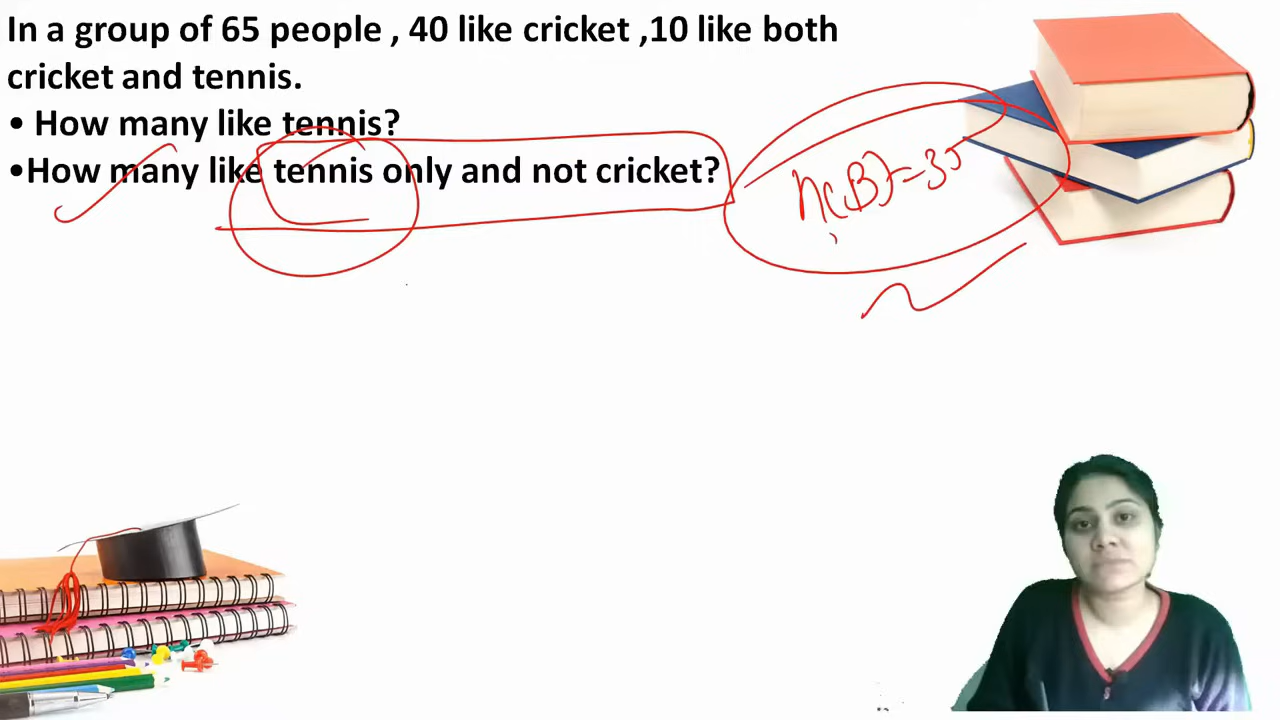 In a group of 65 people , 40 like cricket ,10 like both
cricket and tennis.
• How many like tennis?
•How many like tennis only and not cricket?
n(B)=35